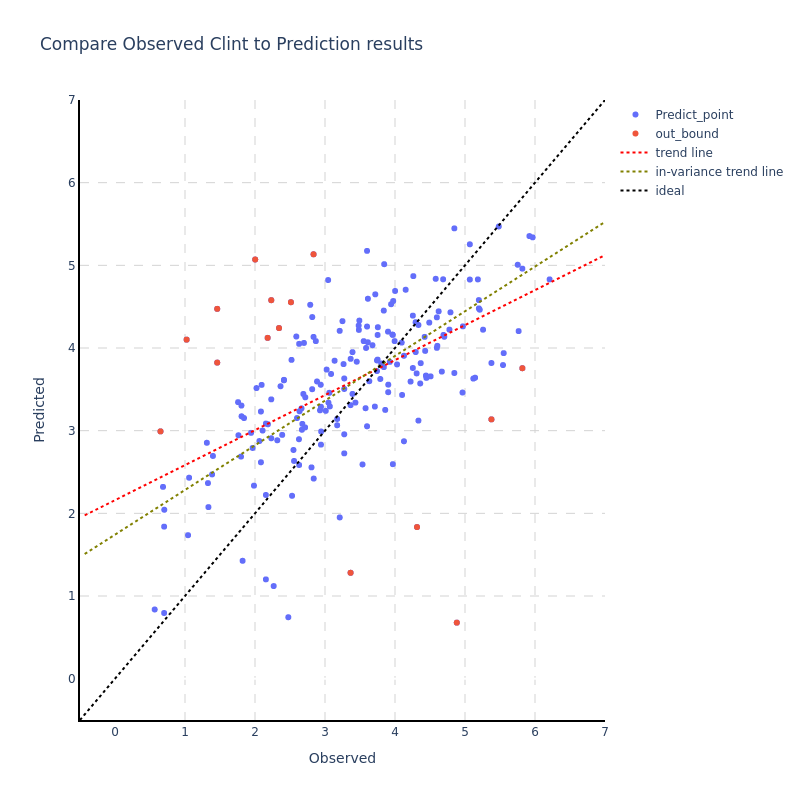 Compare Observed Clint to Prediction results
Predict_point
out_bound
trend line
in-variance trend line
ideal
7
6
5
4
3
2
1
0
Predicted
0 1 2 3 4 5 6 7
Observed